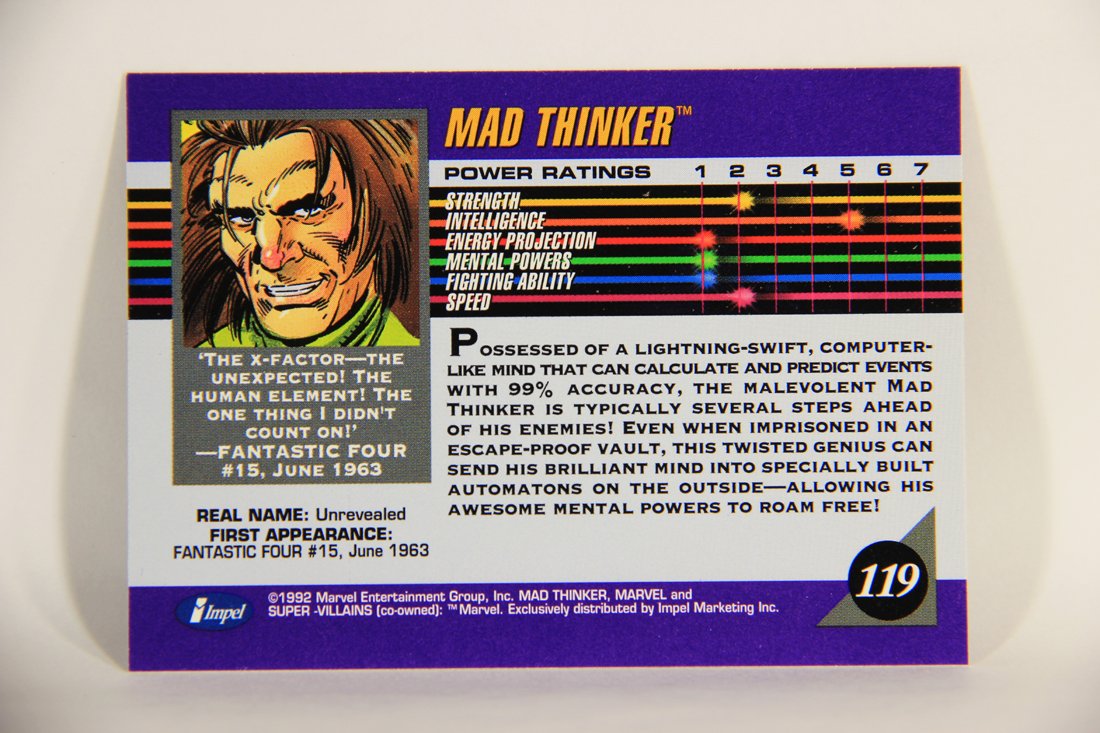 MAD THINKER™
POWER RATINGS 1 2 3 4 5 6 7
STRENGTH
INTELLIGENCE
ENERGY PROJECTION
MENTAL POWERS
FIGHTING ABILITY
SPEED
'THE X-FACTOR—THE
UNEXPECTED! THE
HUMAN ELEMENT! THE
ONE THING I DIDN'T
COUNT ON!'
—FANTASTIC FOUR
#15, JUNE 1963
REAL NAME: Unrevealed
FIRST APPEARANCE:
FANTASTIC FOUR #15, June 1963
POSSESSED OF A LIGHTNING-SWIFT, COMPUTER-
LIKE MIND THAT CAN CALCULATE AND PREDICT EVENTS
WITH 99% ACCURACY, THE MALEVOLENT MAD
THINKER IS TYPICALLY SEVERAL STEPS AHEAD
OF HIS ENEMIES! EVEN WHEN IMPRISONED IN AN
ESCAPE-PROOF VAULT, THIS TWISTED GENIUS CAN
SEND HIS BRILLIANT MIND INTO SPECIALLY BUILT
AUTOMATONS ON THE OUTSIDE—ALLOWING HIS
AWESOME MENTAL POWERS TO ROAM FREE!
119
Impel
©1992 Marvel Entertainment Group, Inc. MAD THINKER, MARVEL and
SUPER -VILLAINS (co-owned): ™Marvel. Exclusively distributed by Impel Marketing Inc.